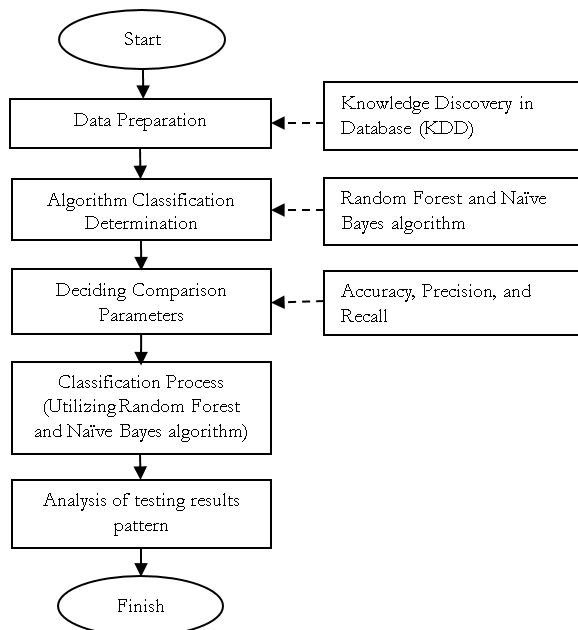 Start
Data Preparation
Knowledge Discovery in
Database (KDD)
Algorithm Classification
Determination
Random Forest and Naïve
Bayes algorithm
Deciding Comparison
Parameters
Accuracy, Precision, and
Recall
Classification Process
(Utilizing Random Forest
and Naïve Bayes algorithm)
Analysis of testing results
pattern
Finish